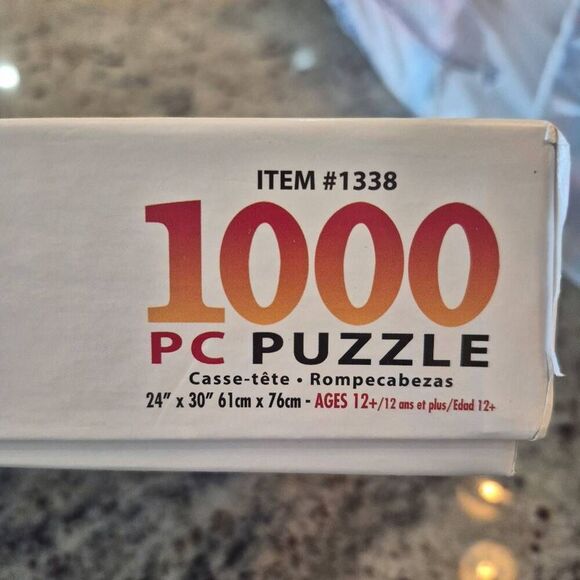 ITEM #1338
1000
PC PUZZLE
Casse-tête • Rompecabezas
24” x 30” 61cm x 76cm - AGES 12+/12 ans et plus/Edad 12+